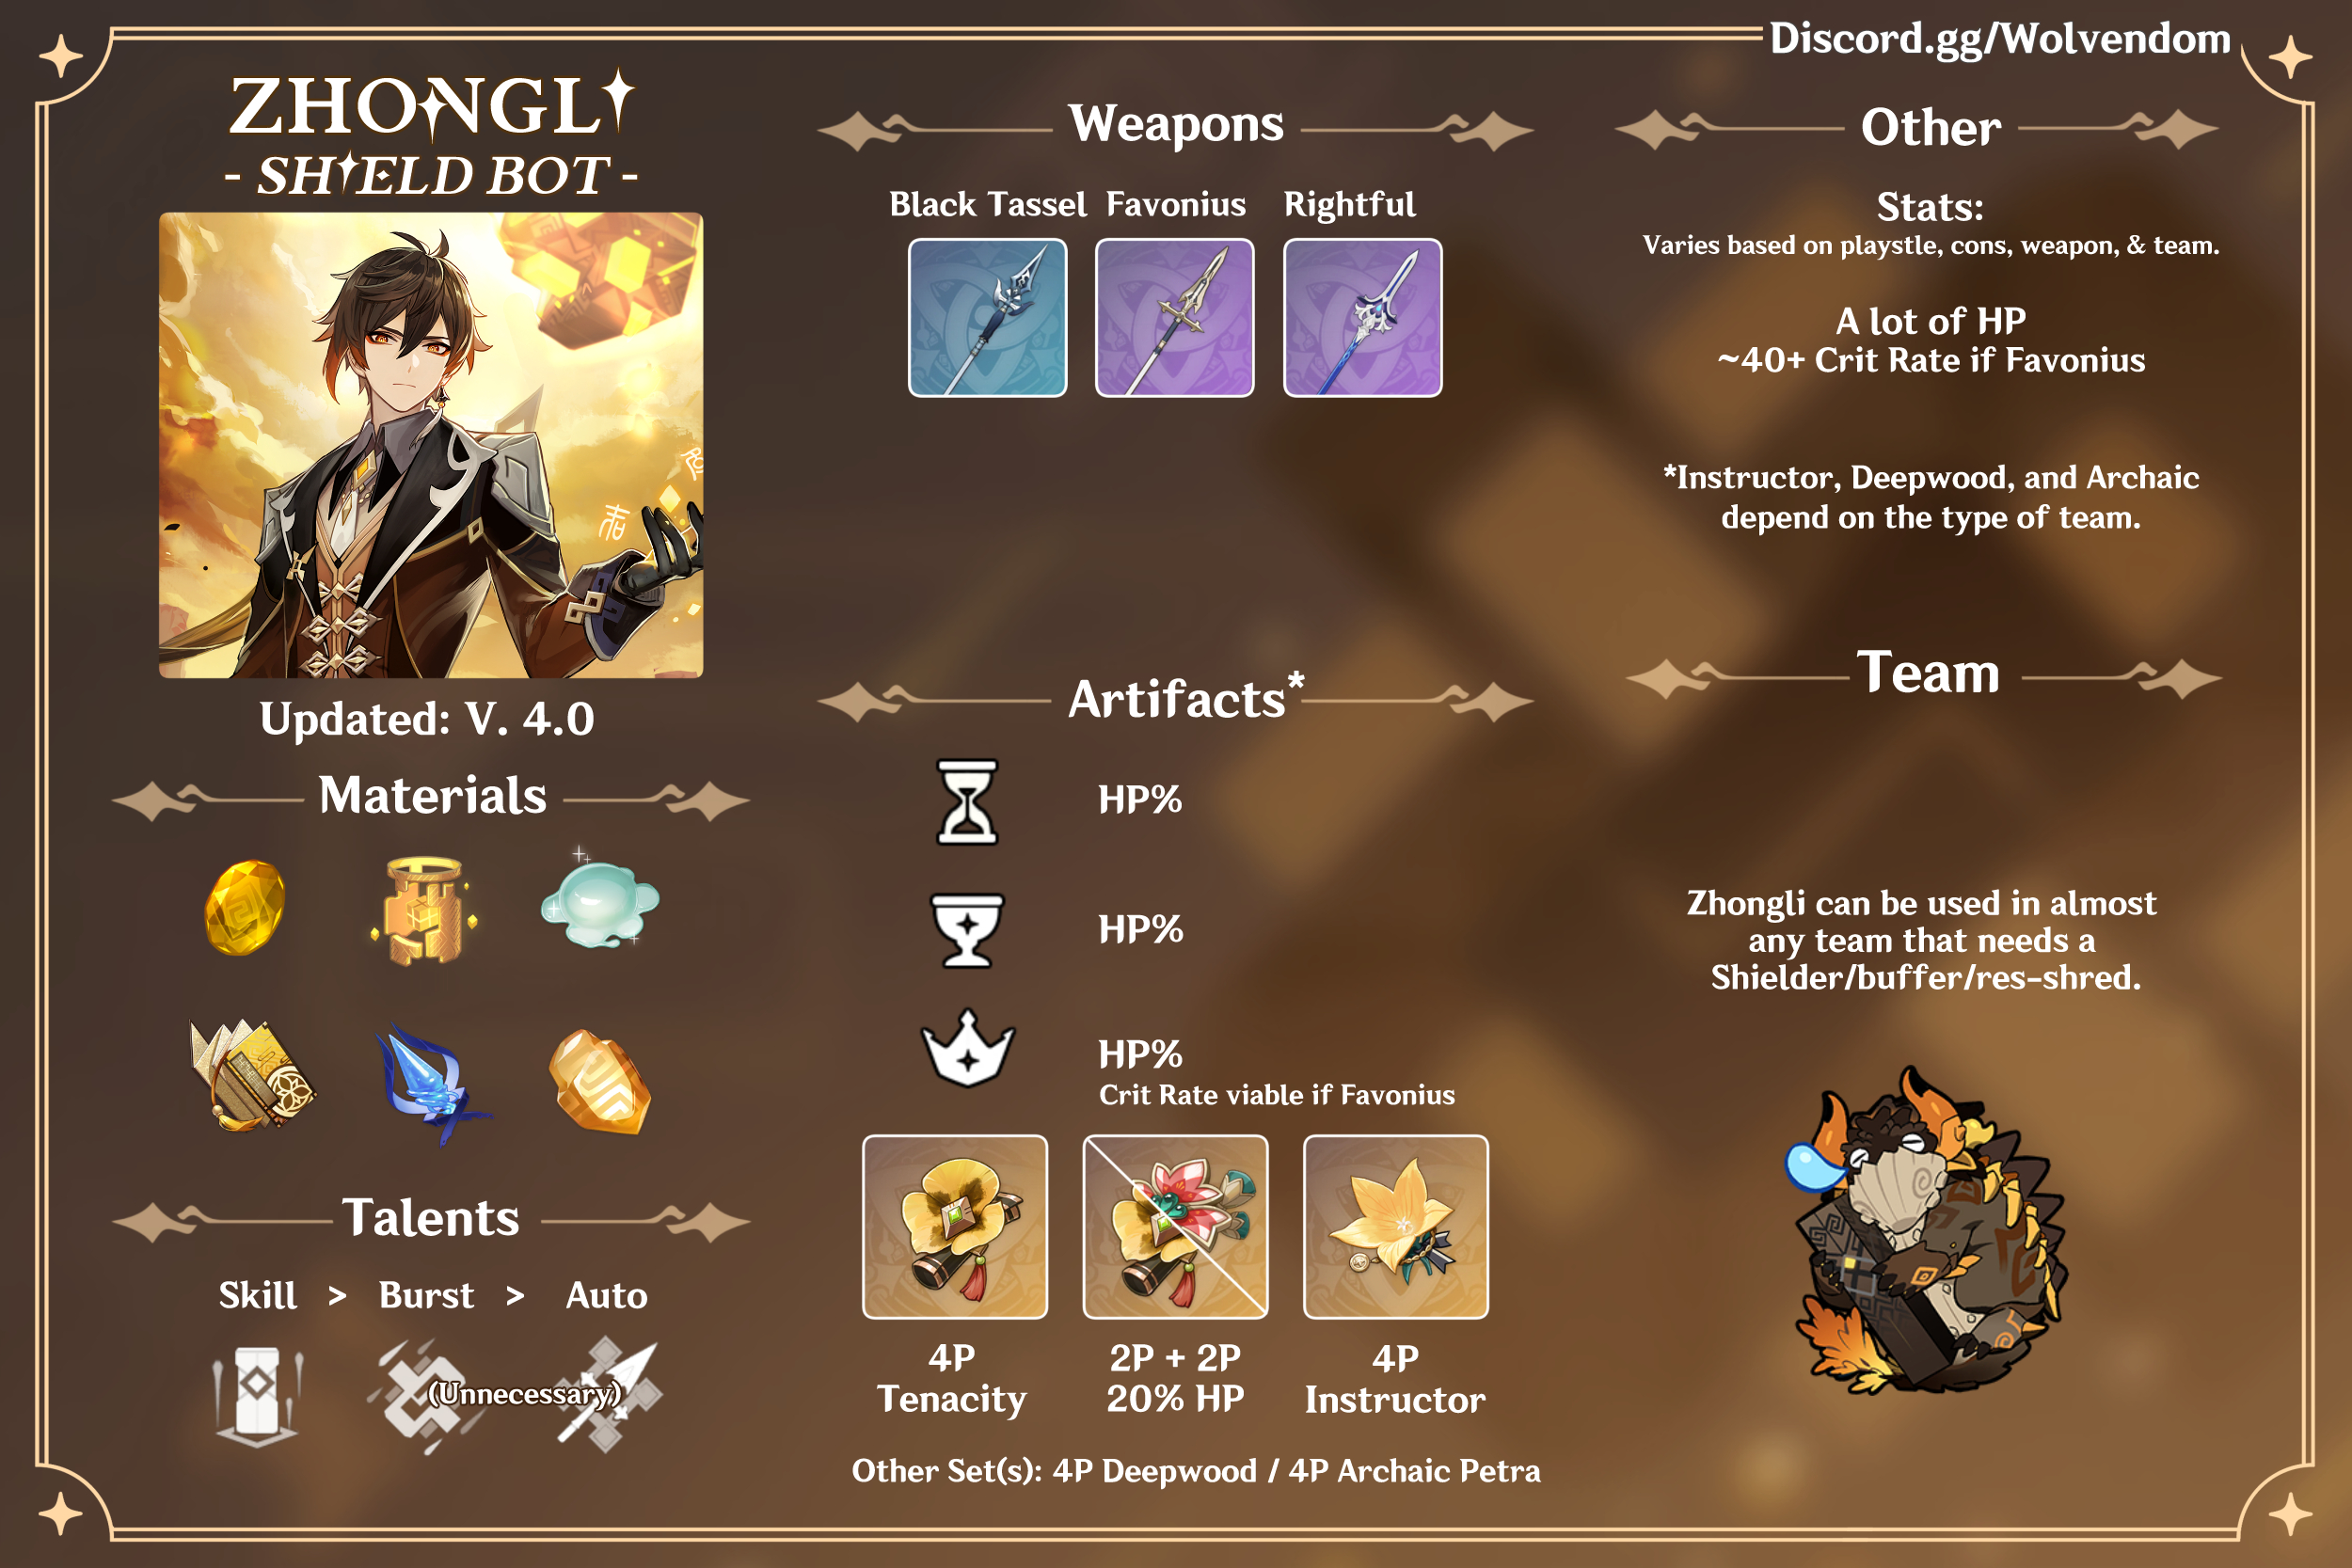 Discord.gg/Wolvendom
ZHONGLI
- SHIELD BOT -
Updated: V. 4.0
Materials
Talents
Skill > Burst > Auto
(Unnecessary)
Weapons
Black Tassel Favonius Rightful
Artifacts*
HP%
HP%
HP%
Crit Rate viable if Favonius
4P
Tenacity
2P + 2P
20% HP
4P
Instructor
Other Set(s): 4P Deepwood / 4P Archaic Petra
Other
Stats:
Varies based on playstle, cons, weapon, & team.
A lot of HP
~40+ Crit Rate if Favonius
*Instructor, Deepwood, and Archaic
depend on the type of team.
Team
Zhongli can be used in almost
any team that needs a
Shielder/buffer/res-shred.